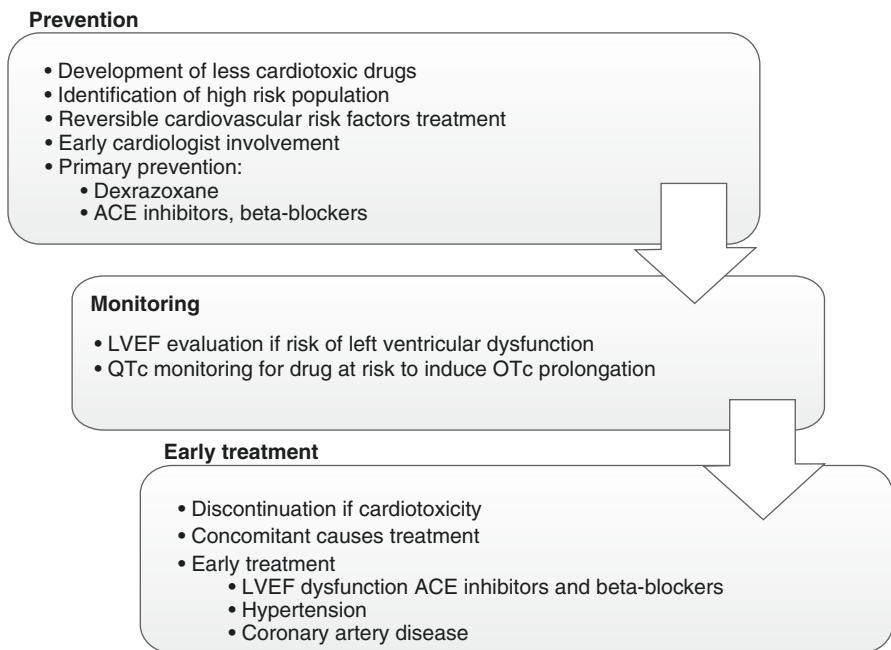 Prevention
• Development of less cardiotoxic drugs
• Identification of high risk population
• Reversible cardiovascular risk factors treatment
• Early cardiologist involvement
• Primary prevention:
• Dexrazoxane
• ACE inhibitors, beta-blockers
Monitoring
• LVEF evaluation if risk of left ventricular dysfunction
• QTc monitoring for drug at risk to induce OTc prolongation
Early treatment
• Discontinuation if cardiotoxicity
• Concomitant causes treatment
• Early treatment
• LVEF dysfunction ACE inhibitors and beta-blockers
• Hypertension
• Coronary artery disease